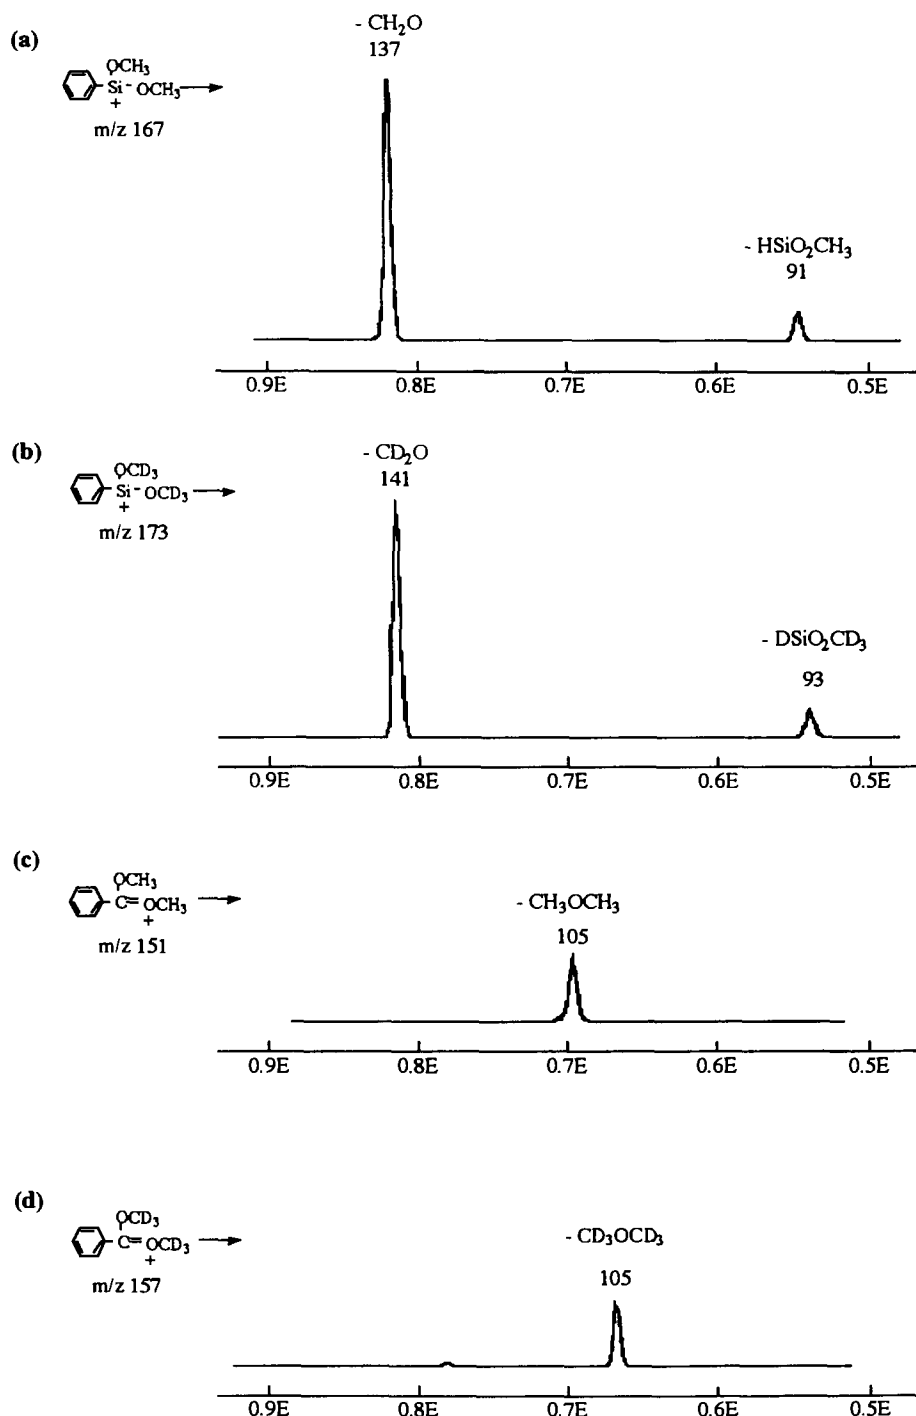 (a)
- CH2O
137
OCH3
Si - OCH3
+
m/z 167
- HSiO2CH3
91
0.9E 0.8E 0.7E 0.6E 0.5E
(b)
- CD2O
141
OCD3
Si - OCD3
+
m/z 173
- DSiO2CD3
93
0.9E 0.8E 0.7E 0.6E 0.5E
(c)
OCH3
C=OCH3
+
m/z 151
- CH3OCH3
105
0.9E 0.8E 0.7E 0.6E 0.5E
(d)
OCD3
C=OCD3
+
m/z 157
- CD3OCD3
105
0.9E 0.8E 0.7E 0.6E 0.5E